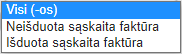 Visi (-os)
Neišduota sąskaita faktūra
Išduota sąskaita faktūra